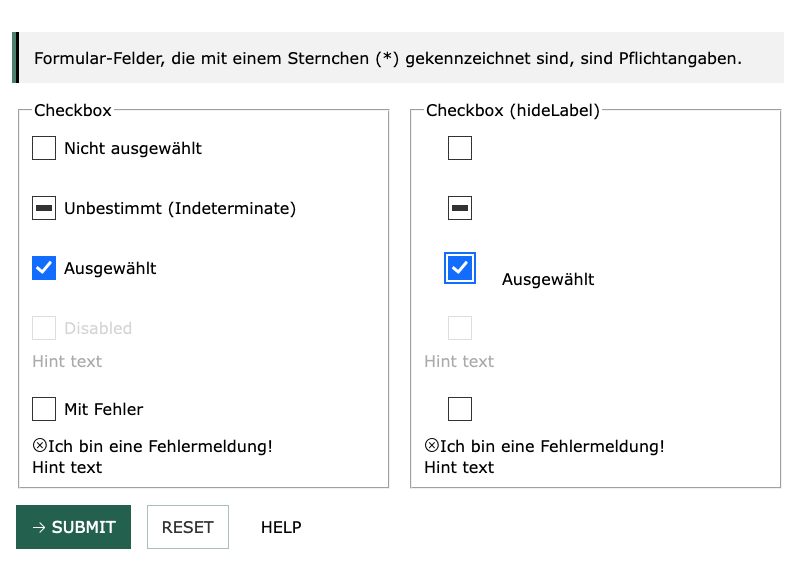 Formular-Felder, die mit einem Sternchen (*) gekennzeichnet sind, sind Pflichtangaben.
Checkbox
Nicht ausgewählt
Unbestimmt (Indeterminate)
Ausgewählt
Disabled
Hint text
Mit Fehler
Ich bin eine Fehlermeldung!
Hint text
Checkbox (hideLabel)
Ausgewählt
Hint text
Ich bin eine Fehlermeldung!
Hint text
SUBMIT
RESET
HELP